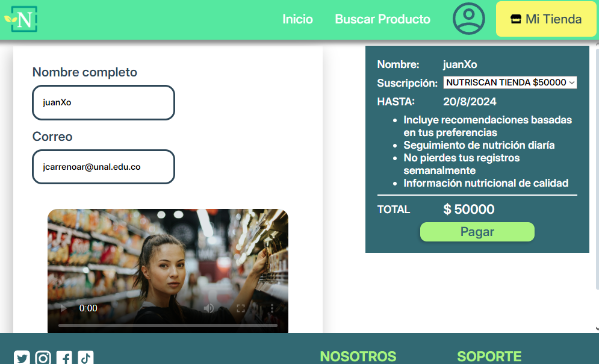 N
Inicio
Buscar Producto
Mi Tienda
Nombre completo
juanXo
Correo
jcarrenoar@unal.edu.co
0:00
Nombre: juanXo
Suscripción: NUTRISCAN TIENDA $50000
HASTA: 20/8/2024
• Incluye recomendaciones basadas
en tus preferencias
• Seguimiento de nutrición diaría
• No pierdes tus registros
semanalmente
• Información nutricional de calidad
TOTAL $ 50000
Pagar
NOSOTROS
SOPORTE